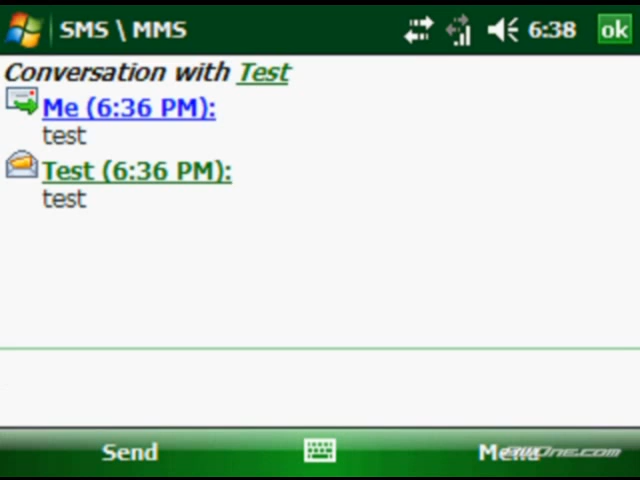 SMS \ MMS 6:38 ok
Conversation with Test
Me (6:36 PM):
test
Test (6:36 PM):
test
Send Menu